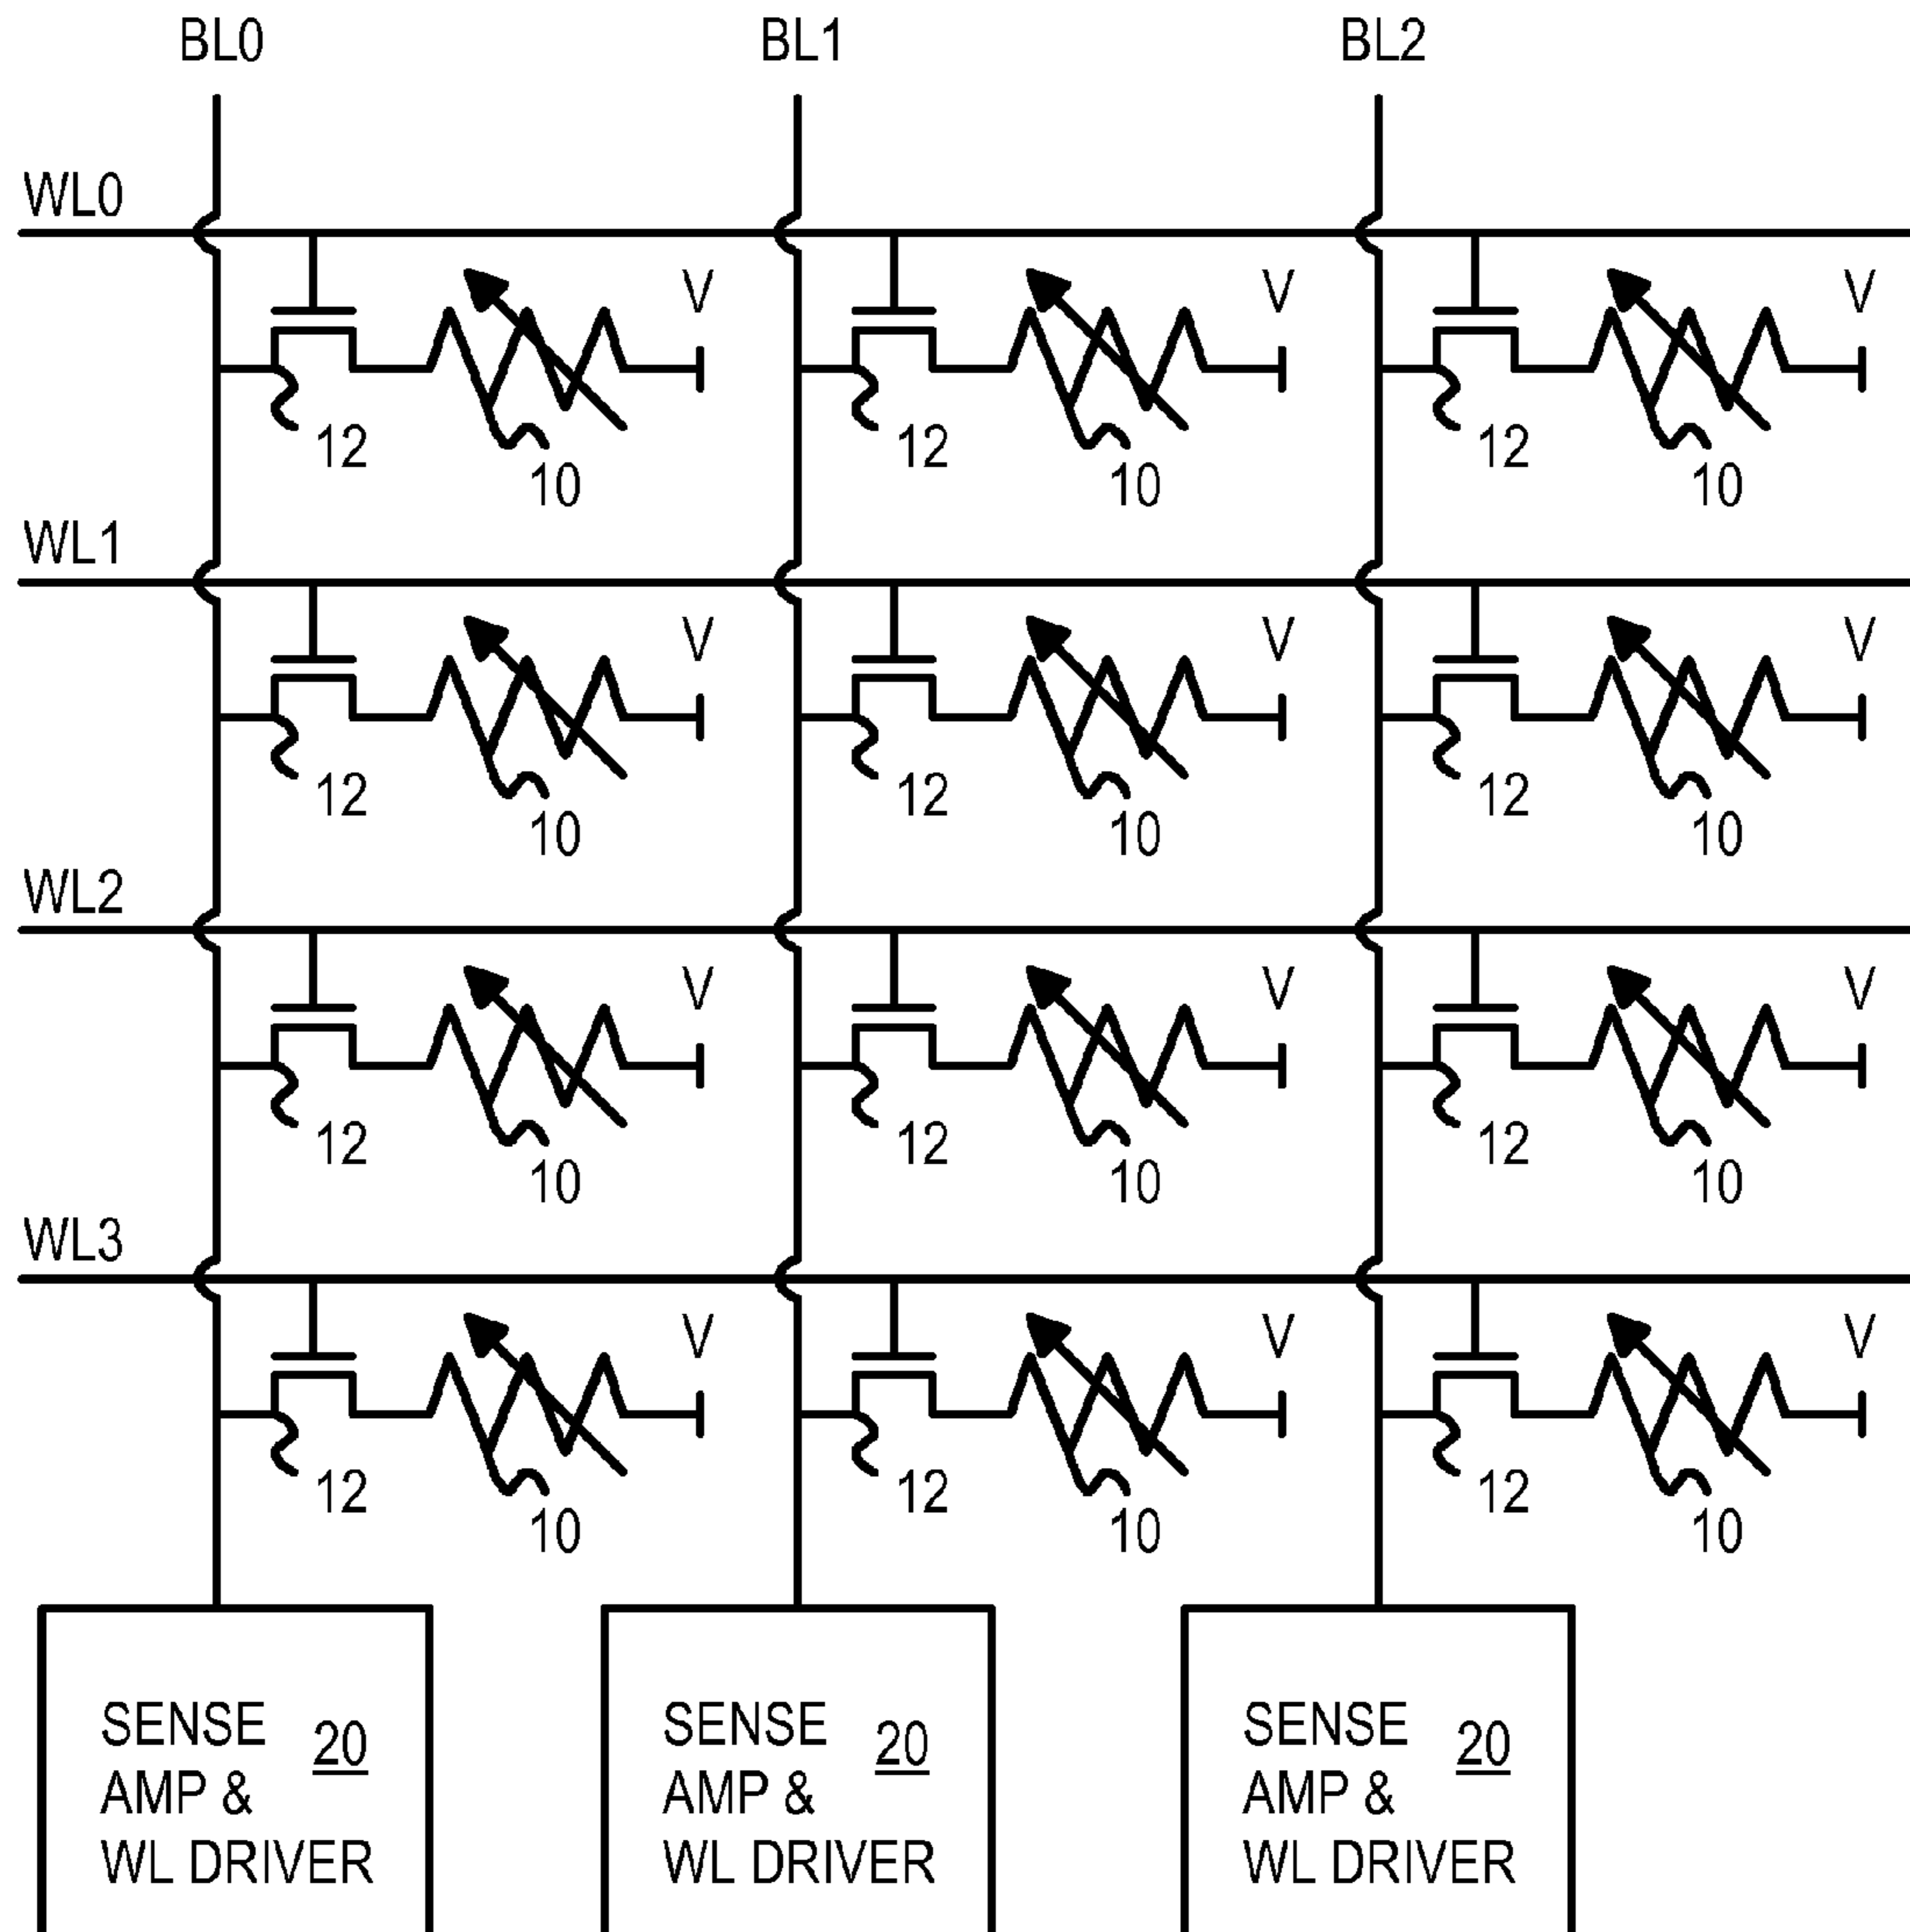 BL0 BL1 BL2
WL0
V V V
12 12 12
10 10 10
WL1
V V V
12 12 12
10 10 10
WL2
V V V
12 12 12
10 10 10
WL3
V V V
12 12 12
10 10 10
SENSE 20 SENSE 20 SENSE 20
AMP & AMP & AMP &
WL DRIVER WL DRIVER WL DRIVER